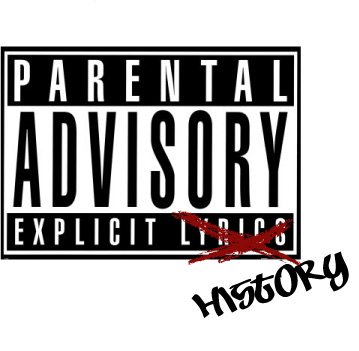 PARENTAL
ADVISORY
EXPLICIT LYRICS
HISTORY